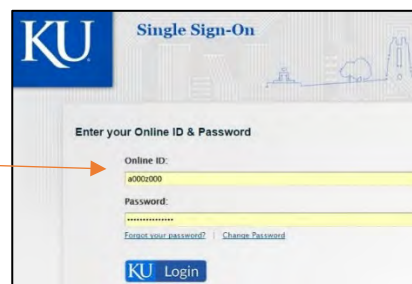 KU
Single Sign-On
Enter your Online ID & Password
Online ID:
a000z000
Password:
•••••••••••••••
Forgot your password? | Change Password
KU Login